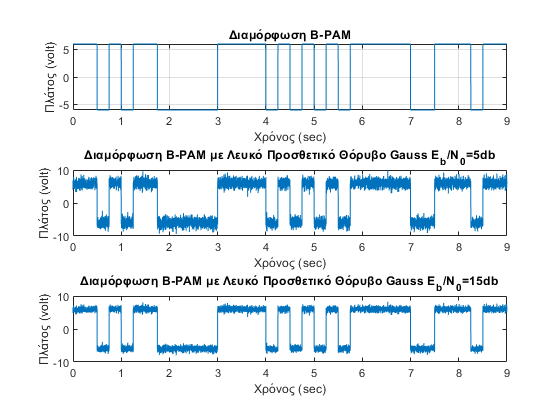 Διαμόρφωση B-PAM
Πλάτος (volt)
5
0
-5
0 1 2 3 4 5 6 7 8 9
Χρόνος (sec)
Διαμόρφωση B-PAM με Λευκό Προσθετικό Θόρυβο Gauss E_b/N_0=5db
Πλάτος (volt)
10
0
-10
0 1 2 3 4 5 6 7 8 9
Χρόνος (sec)
Διαμόρφωση B-PAM με Λευκό Προσθετικό Θόρυβο Gauss E_b/N_0=15db
Πλάτος (volt)
10
0
-10
0 1 2 3 4 5 6 7 8 9
Χρόνος (sec)